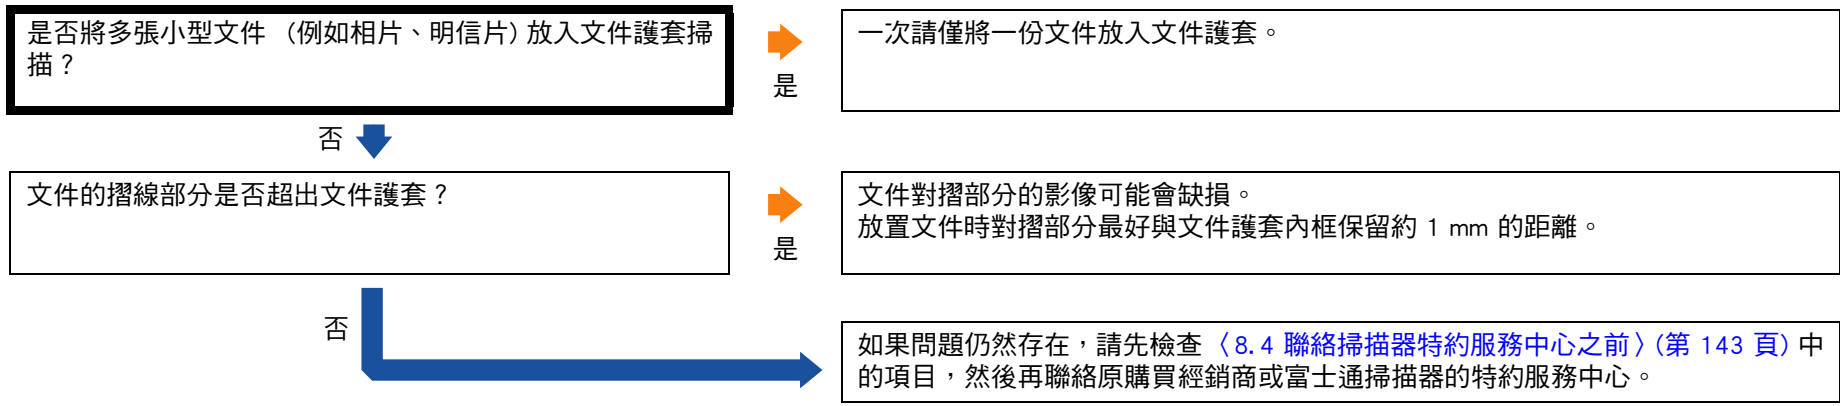 是否將多張小型文件 (例如相片、明信片) 放入文件護套掃
描？
是
一次請僅將一份文件放入文件護套。
否
文件的摺線部分是否超出文件護套？
是
文件對摺部分的影像可能會缺損。
放置文件時對摺部分最好與文件護套內框保留約 1 mm 的距離。
否
如果問題仍然存在，請先檢查〈8.4 聯絡掃描器特約服務中心之前〉(第 143 頁) 中
的項目，然後再聯絡原購買經銷商或富士通掃描器的特約服務中心。